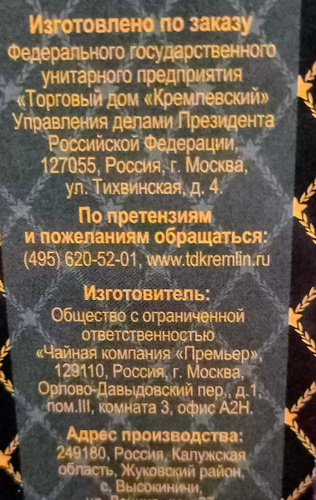 Изготовлено по заказу
Федерального государственного
унитарного предприятия
«Торговый дом «Кремлевский»
Управления делами Президента
Российской Федерации,
127055, Россия, г. Москва,
ул. Тихвинская, д. 4.
По претензиям
и пожеланиям обращаться:
(495) 620-52-01, www.tdkremlin.ru
Изготовитель:
Общество с ограниченной
ответственностью
«Чайная компания «Премьер»,
129110, Россия, г. Москва,
Орлово-Давыдовский пер., д.1,
пом.III, комната 3, офис А2Н.
Адрес производства:
249180, Россия, Калужская
область, Жуковский район,
с. Высокиничи,